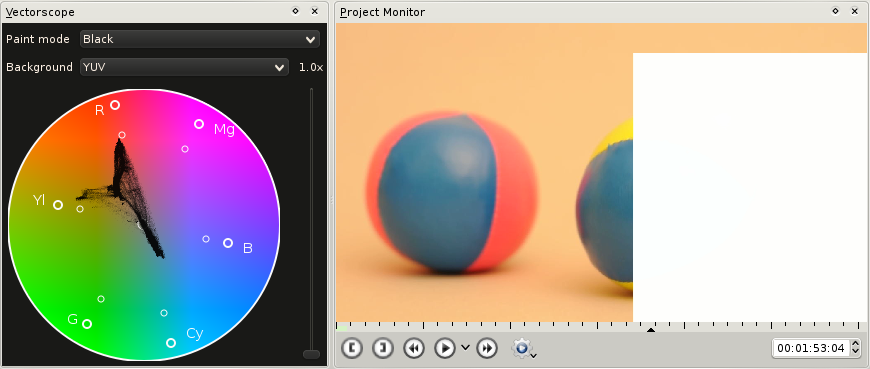 Vectorscope
Paint mode Black
Background YUV 1.0x
R
Mg
Yl
B
G
Cy
Project Monitor
00:01:53:04